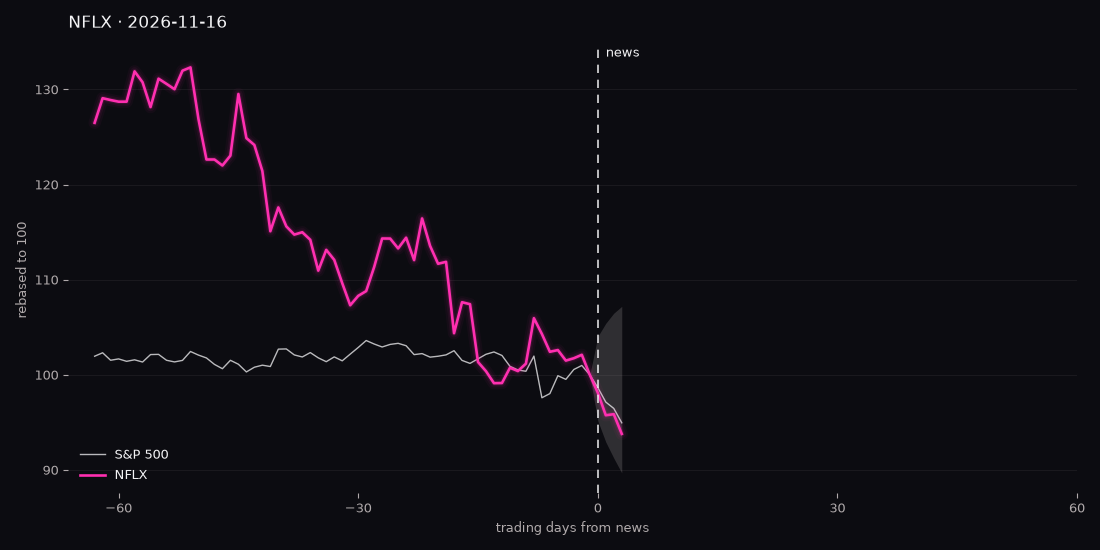 NFLX · 2026-11-16
news
130
120
110
100
90
rebased to 100
S&P 500
NFLX
−60
−30
0
30
60
trading days from news